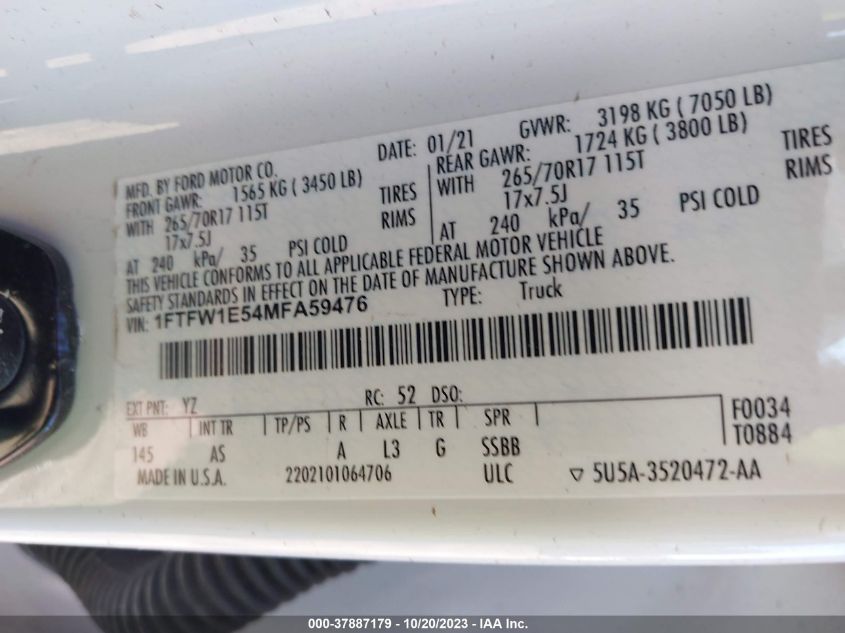 MFD. BY FORD MOTOR CO. DATE: 01/21 GVWR: 3198 KG ( 7050 LB)
FRONT GAWR: 1565 KG ( 3450 LB) REAR GAWR: 1724 KG ( 3800 LB)
WITH 265/70R17 115T TIRES WITH 265/70R17 115T TIRES
17x7.5J RIMS 17x7.5J RIMS
AT 240 kPa/ 35 PSI COLD AT 240 kPa/ 35 PSI COLD
THIS VEHICLE CONFORMS TO ALL APPLICABLE FEDERAL MOTOR VEHICLE
SAFETY STANDARDS IN EFFECT ON THE DATE OF MANUFACTURE SHOWN ABOVE.
VIN: 1FTFW1E54MFA59476 TYPE: Truck
EXT PNT: YZ RC: 52 DSO:
WB INT TR TP/PS R AXLE TR SPR F0034
145 AS A L3 G SSBB T0884
MADE IN U.S.A. 2202101064706 ULC ▽ 5U5A-3520472-AA
000-37887179 - 10/20/2023 - IAA Inc.